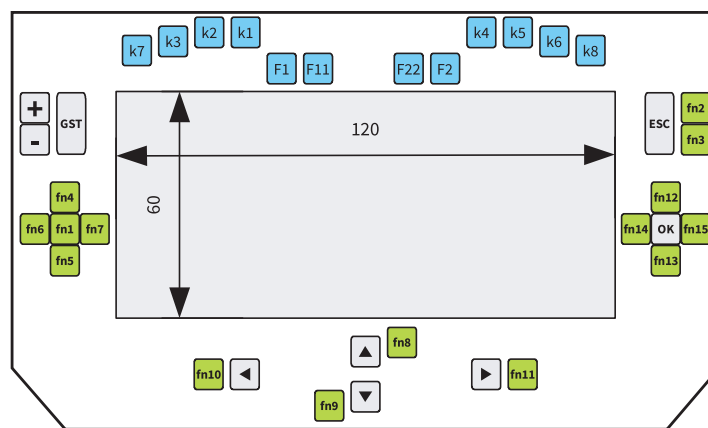 k7 k3 k2 k1 k4 k5 k6 k8
F1 F11 F22 F2
+ GST ESC fn2
- fn3
120
60
fn4 fn12
fn6 fn1 fn7 fn14 OK fn15
fn5 fn13
fn8
fn10 ◀ ▲ ▶ fn11
fn9 ▼